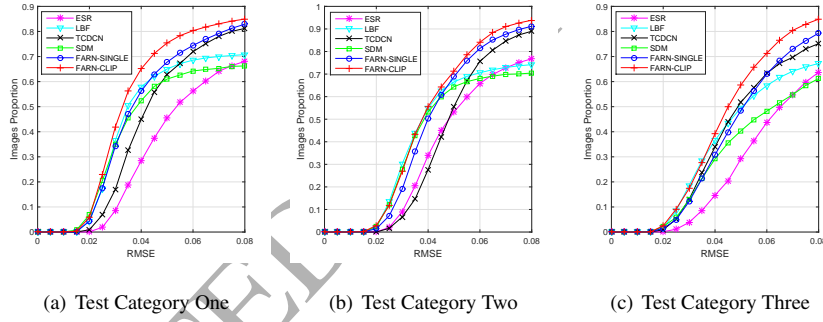 0.9
0.8
0.7
0.6
0.5
0.4
0.3
0.2
0.1
0
Images Proportion
ESR
LBF
TCDCN
SDM
FARN-SINGLE
FARN-CLIP
0 0.02 0.04 0.06 0.08
RMSE
(a) Test Category One
1
0.9
0.8
0.7
0.6
0.5
0.4
0.3
0.2
0.1
0
Images Proportion
ESR
LBF
TCDCN
SDM
FARN-SINGLE
FARN-CLIP
0 0.02 0.04 0.06 0.08
RMSE
(b) Test Category Two
0.9
0.8
0.7
0.6
0.5
0.4
0.3
0.2
0.1
0
Images Proportion
ESR
LBF
TCDCN
SDM
FARN-SINGLE
FARN-CLIP
0 0.02 0.04 0.06 0.08
RMSE
(c) Test Category Three